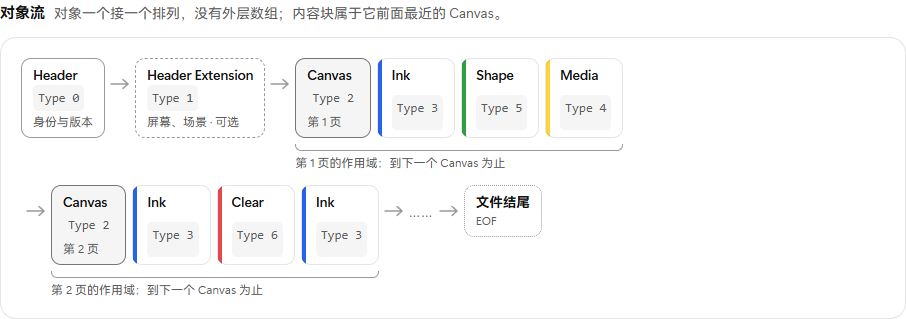 对象流 对象一个接一个排列，没有外层数组；内容块属于它前面最近的 Canvas。
Header
Type 0
身份与版本
Header Extension
Type 1
屏幕、场景 · 可选
Canvas
Type 2
第 1 页
Ink
Type 3
Shape
Type 5
Media
Type 4
第 1 页的作用域：到下一个 Canvas 为止
Canvas
Type 2
第 2 页
Ink
Type 3
Clear
Type 6
Ink
Type 3
……
文件结尾
EOF
第 2 页的作用域：到下一个 Canvas 为止